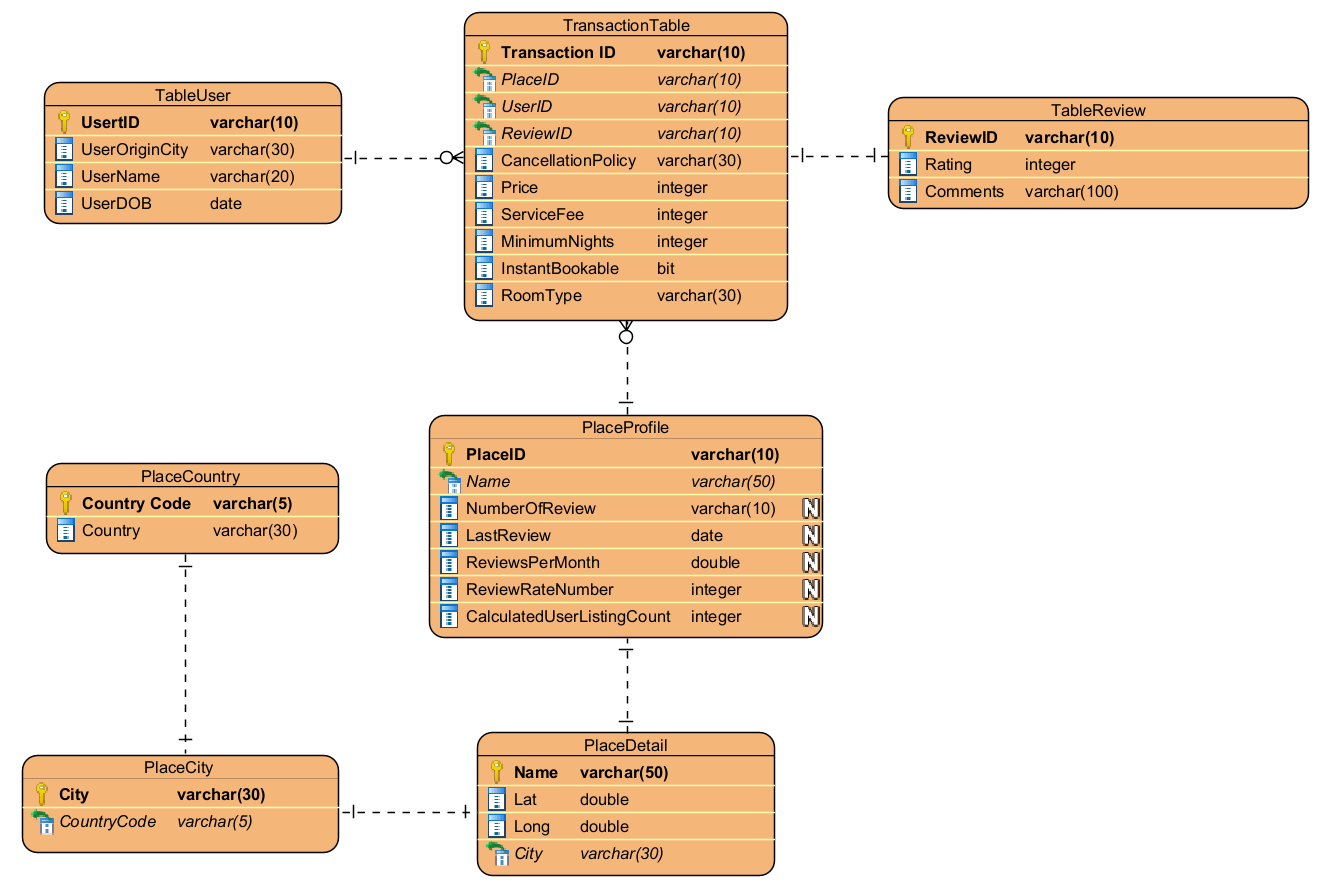 TransactionTable
Transaction ID varchar(10)
PlaceID varchar(10)
UserID varchar(10)
ReviewID varchar(10)
CancellationPolicy varchar(30)
Price integer
ServiceFee integer
MinimumNights integer
InstantBookable bit
RoomType varchar(30)
TableUser
UsertID varchar(10)
UserOriginCity varchar(30)
UserName varchar(20)
UserDOB date
TableReview
ReviewID varchar(10)
Rating integer
Comments varchar(100)
PlaceProfile
PlaceID varchar(10)
Name varchar(50)
NumberOfReview varchar(10) N
LastReview date N
ReviewsPerMonth double N
ReviewRateNumber integer N
CalculatedUserListingCount integer N
PlaceCountry
Country Code varchar(5)
Country varchar(30)
PlaceCity
City varchar(30)
CountryCode varchar(5)
PlaceDetail
Name varchar(50)
Lat double
Long double
City varchar(30)